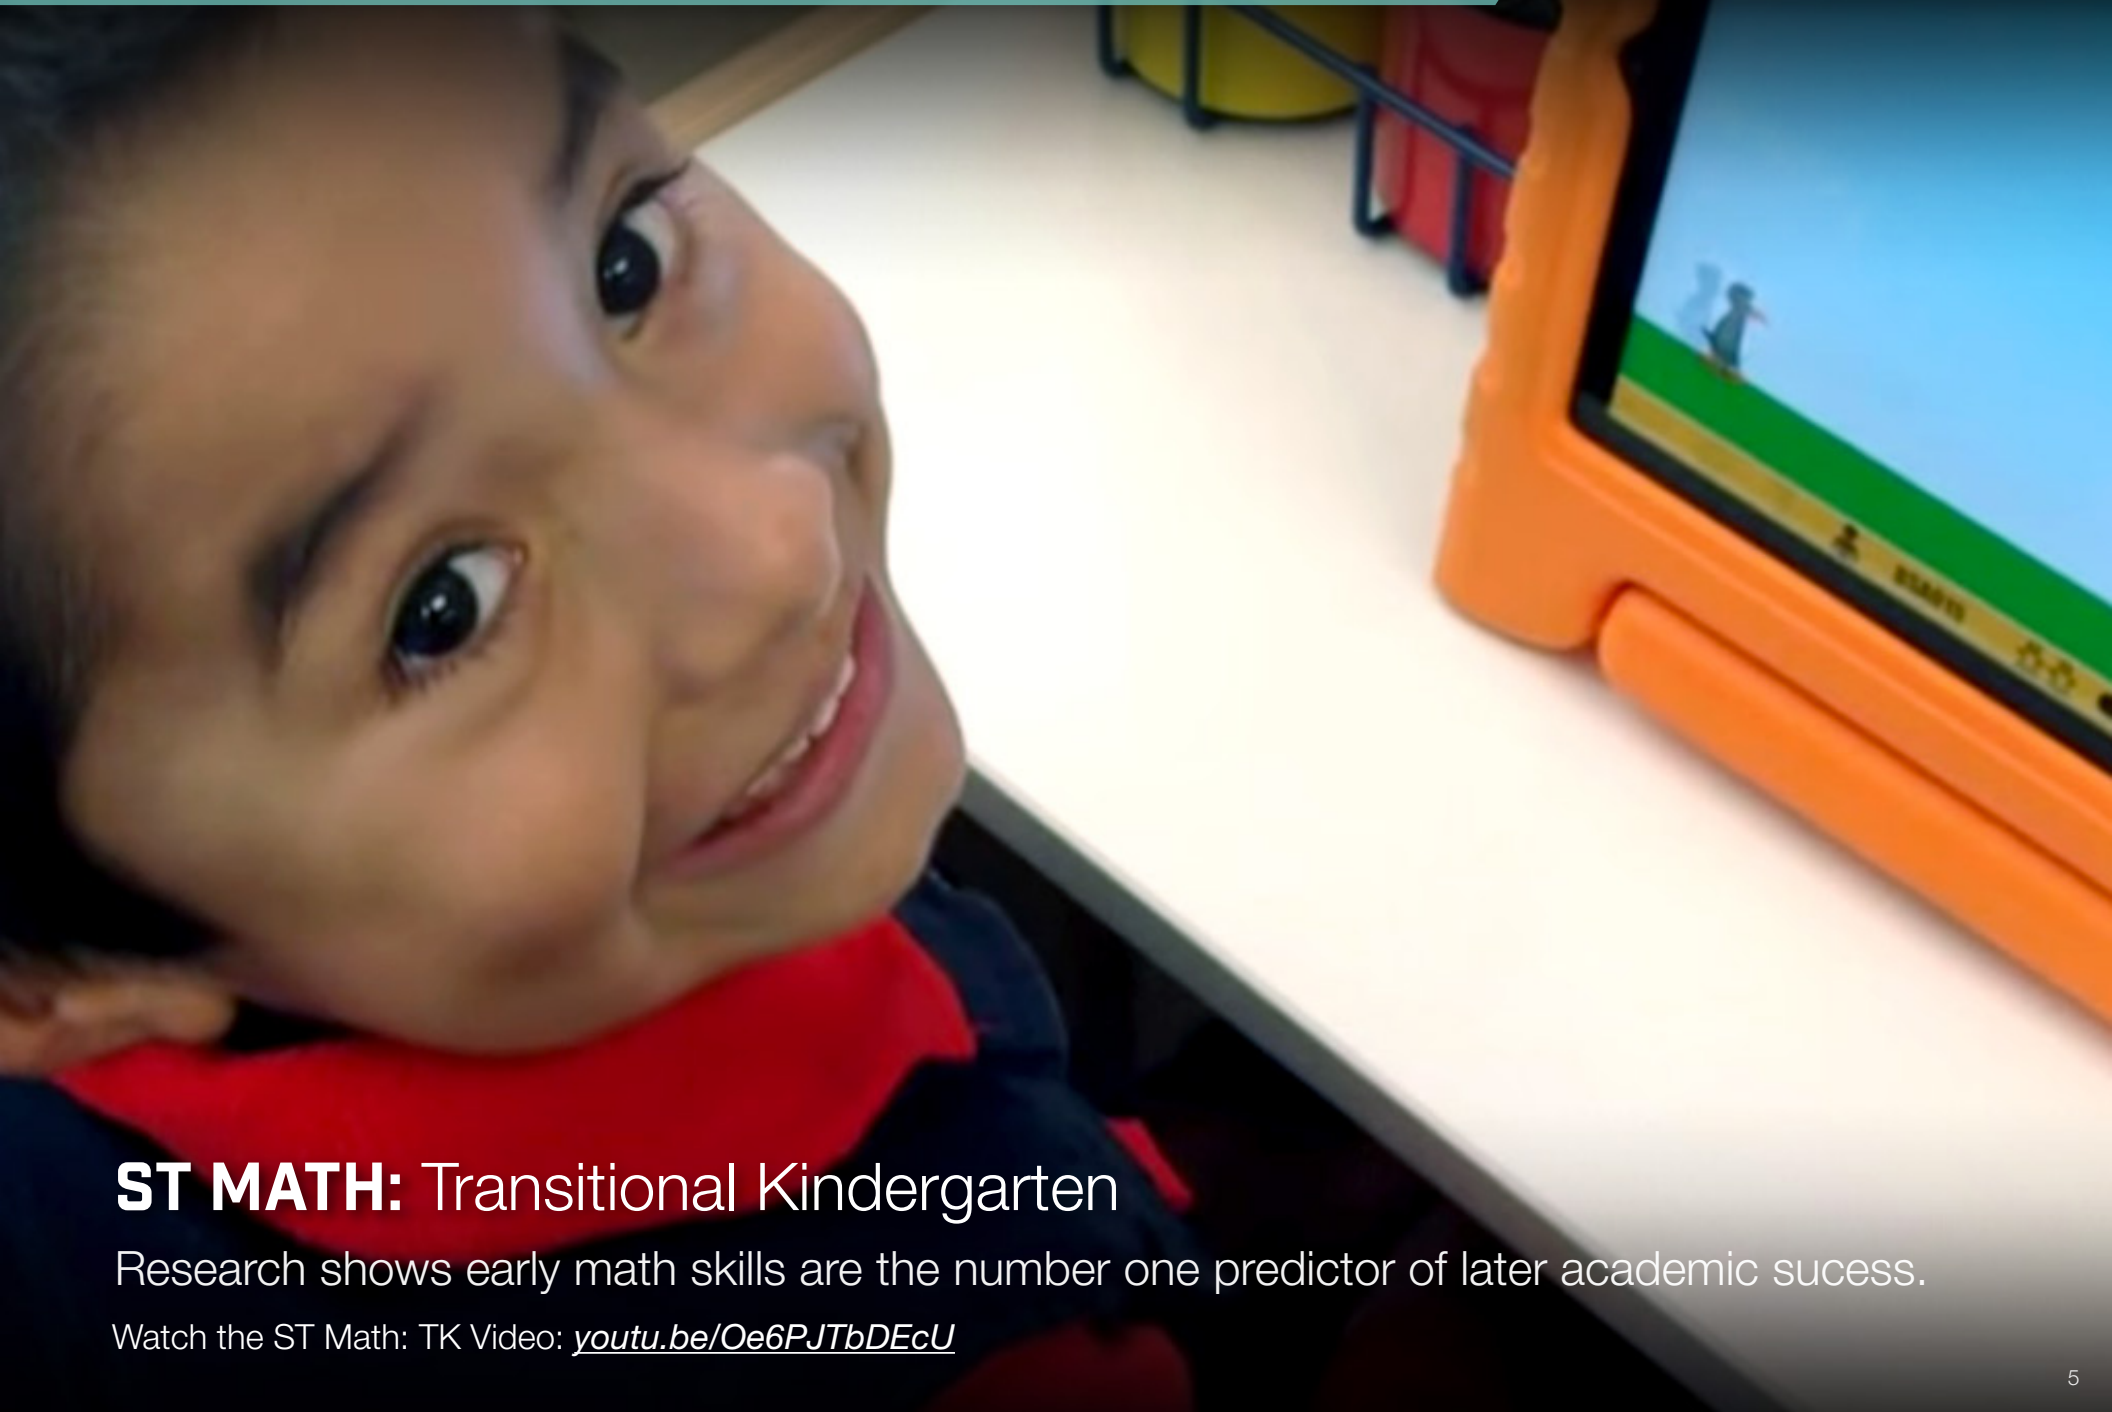 ST MATH: Transitional Kindergarten
Research shows early math skills are the number one predictor of later academic sucess.
Watch the ST Math: TK Video: youtu.be/Oe6PJTbDEcU
5